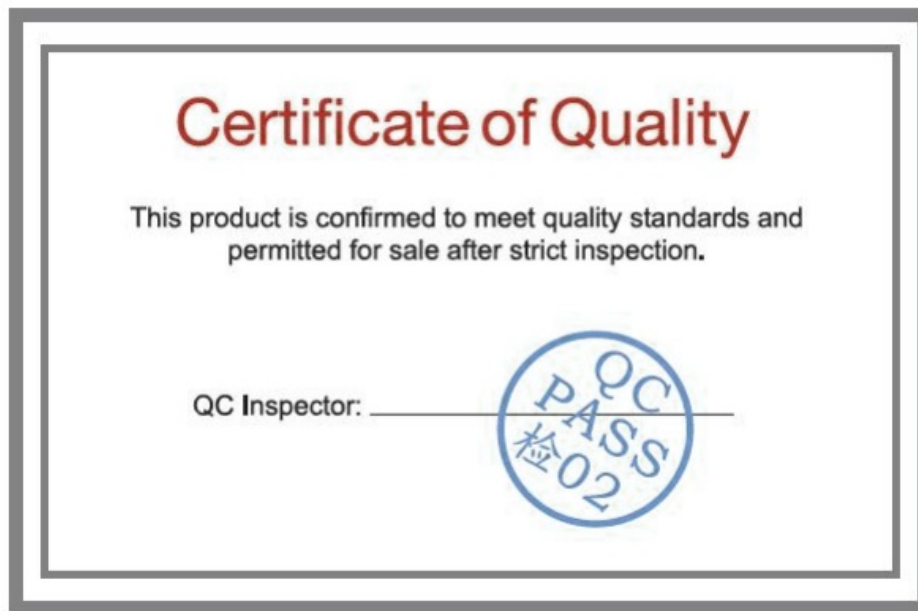 Certificate of Quality
This product is confirmed to meet quality standards and
permitted for sale after strict inspection.
QC Inspector:
QC
PASS
检02